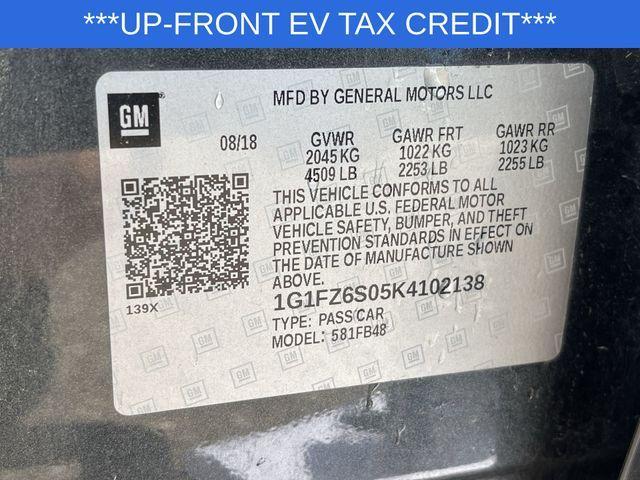 ***UP-FRONT EV TAX CREDIT***
GM
®
MFD BY GENERAL MOTORS LLC
08/18 GVWR GAWR FRT GAWR RR
2045 KG 1022 KG 1023 KG
4509 LB 2253 LB 2255 LB
THIS VEHICLE CONFORMS TO ALL
APPLICABLE U.S. FEDERAL MOTOR
VEHICLE SAFETY, BUMPER, AND THEFT
PREVENTION STANDARDS IN EFFECT ON
THE DATE OF MANUFACTURE SHOWN
ABOVE.
139X
1G1FZ6S05K4102138
TYPE: PASS/CAR
MODEL: 581FB48